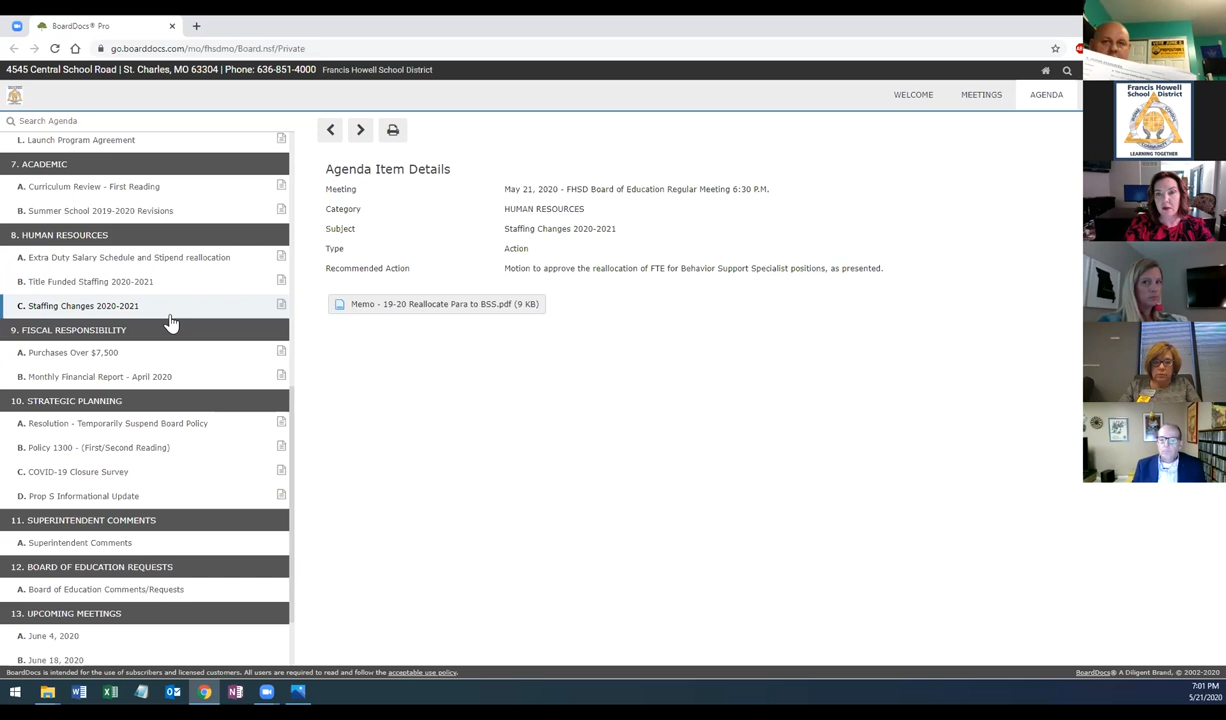 BoardDocs® Pro
go.boarddocs.com/mo/fhsdmo/Board.nsf/Private
4545 Central School Road | St. Charles, MO 63304 | Phone: 636-851-4000 Francis Howell School District
WELCOME MEETINGS AGENDA
Search Agenda
L. Launch Program Agreement
7. ACADEMIC
A. Curriculum Review - First Reading
B. Summer School 2019-2020 Revisions
8. HUMAN RESOURCES
A. Extra Duty Salary Schedule and Stipend reallocation
B. Title Funded Staffing 2020-2021
C. Staffing Changes 2020-2021
9. FISCAL RESPONSIBILITY
A. Purchases Over $7,500
B. Monthly Financial Report - April 2020
10. STRATEGIC PLANNING
A. Resolution - Temporarily Suspend Board Policy
B. Policy 1300 - (First/Second Reading)
C. COVID-19 Closure Survey
D. Prop S Informational Update
11. SUPERINTENDENT COMMENTS
A. Superintendent Comments
12. BOARD OF EDUCATION REQUESTS
A. Board of Education Comments/Requests
13. UPCOMING MEETINGS
A. June 4, 2020
B. June 18, 2020
Agenda Item Details
Meeting May 21, 2020 - FHSD Board of Education Regular Meeting 6:30 P.M.
Category HUMAN RESOURCES
Subject Staffing Changes 2020-2021
Type Action
Recommended Action Motion to approve the reallocation of FTE for Behavior Support Specialist positions, as presented.
Memo - 19-20 Reallocate Para to BSS.pdf (9 KB)
Francis Howell
School District
LEARNING TOGETHER
BoardDocs is intended for the use of subscribers and licensed customers. All users are required to read and follow the acceptable use policy.
BoardDocs® A Diligent Brand, © 2002-2020
7:01 PM
5/21/2020